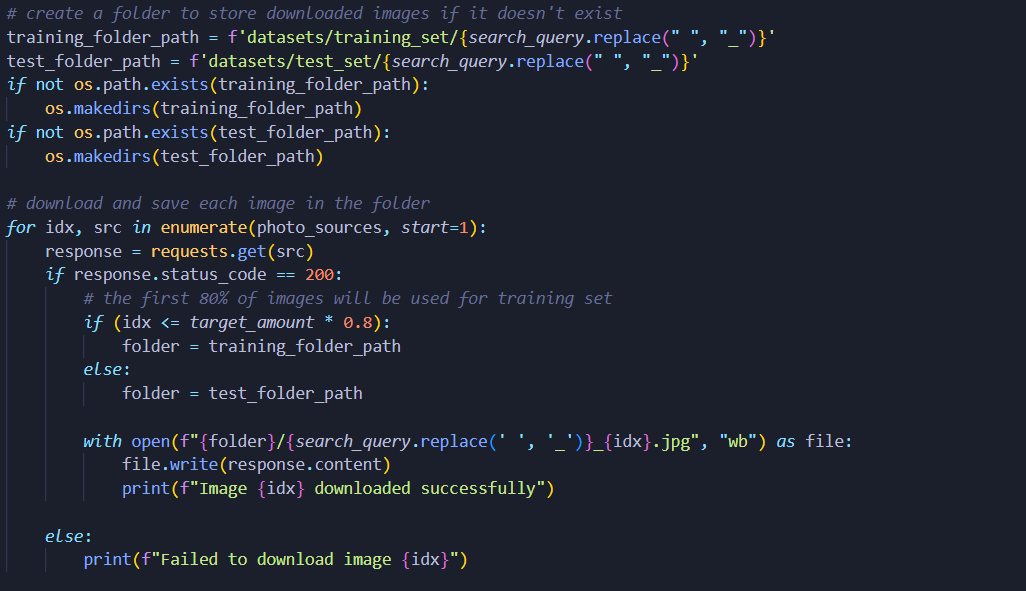 # create a folder to store downloaded images if it doesn't exist
training_folder_path = f'datasets/training_set/{search_query.replace(" ", "_")}'
test_folder_path = f'datasets/test_set/{search_query.replace(" ", "_")}'
if not os.path.exists(training_folder_path):
    os.makedirs(training_folder_path)
if not os.path.exists(test_folder_path):
    os.makedirs(test_folder_path)

# download and save each image in the folder
for idx, src in enumerate(photo_sources, start=1):
    response = requests.get(src)
    if response.status_code == 200:
        # the first 80% of images will be used for training set
        if (idx <= target_amount * 0.8):
            folder = training_folder_path
        else:
            folder = test_folder_path

        with open(f"{folder}/{search_query.replace(' ', '_')}_{idx}.jpg", "wb") as file:
            file.write(response.content)
            print(f"Image {idx} downloaded successfully")

    else:
        print(f"Failed to download image {idx}")